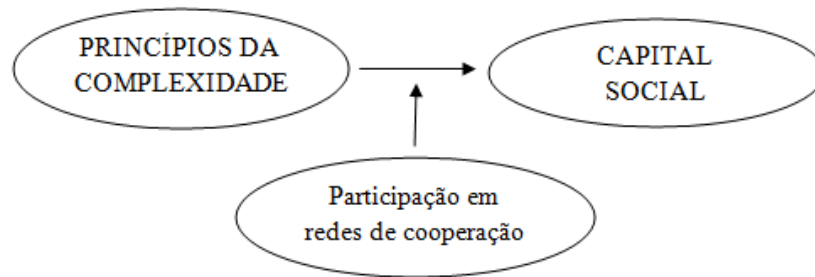 PRINCÍPIOS DA
COMPLEXIDADE
CAPITAL
SOCIAL
Participação em
redes de cooperação